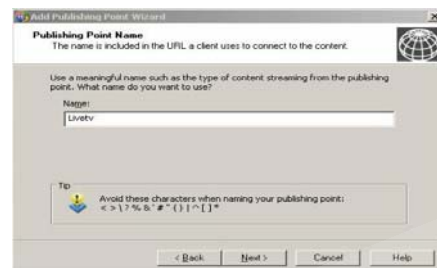 Add Publishing Point Wizard
Publishing Point Name
The name is included in the URL a client uses to connect to the content.
Use a meaningful name such as the type of content streaming from the publishing
point. What name do you want to use?
Name:
Livetv
Tip
Avoid these characters when naming your publishing point:
< > \ ? % & ' # " { } | ^ [ ] *
< Back
Next >
Cancel
Help